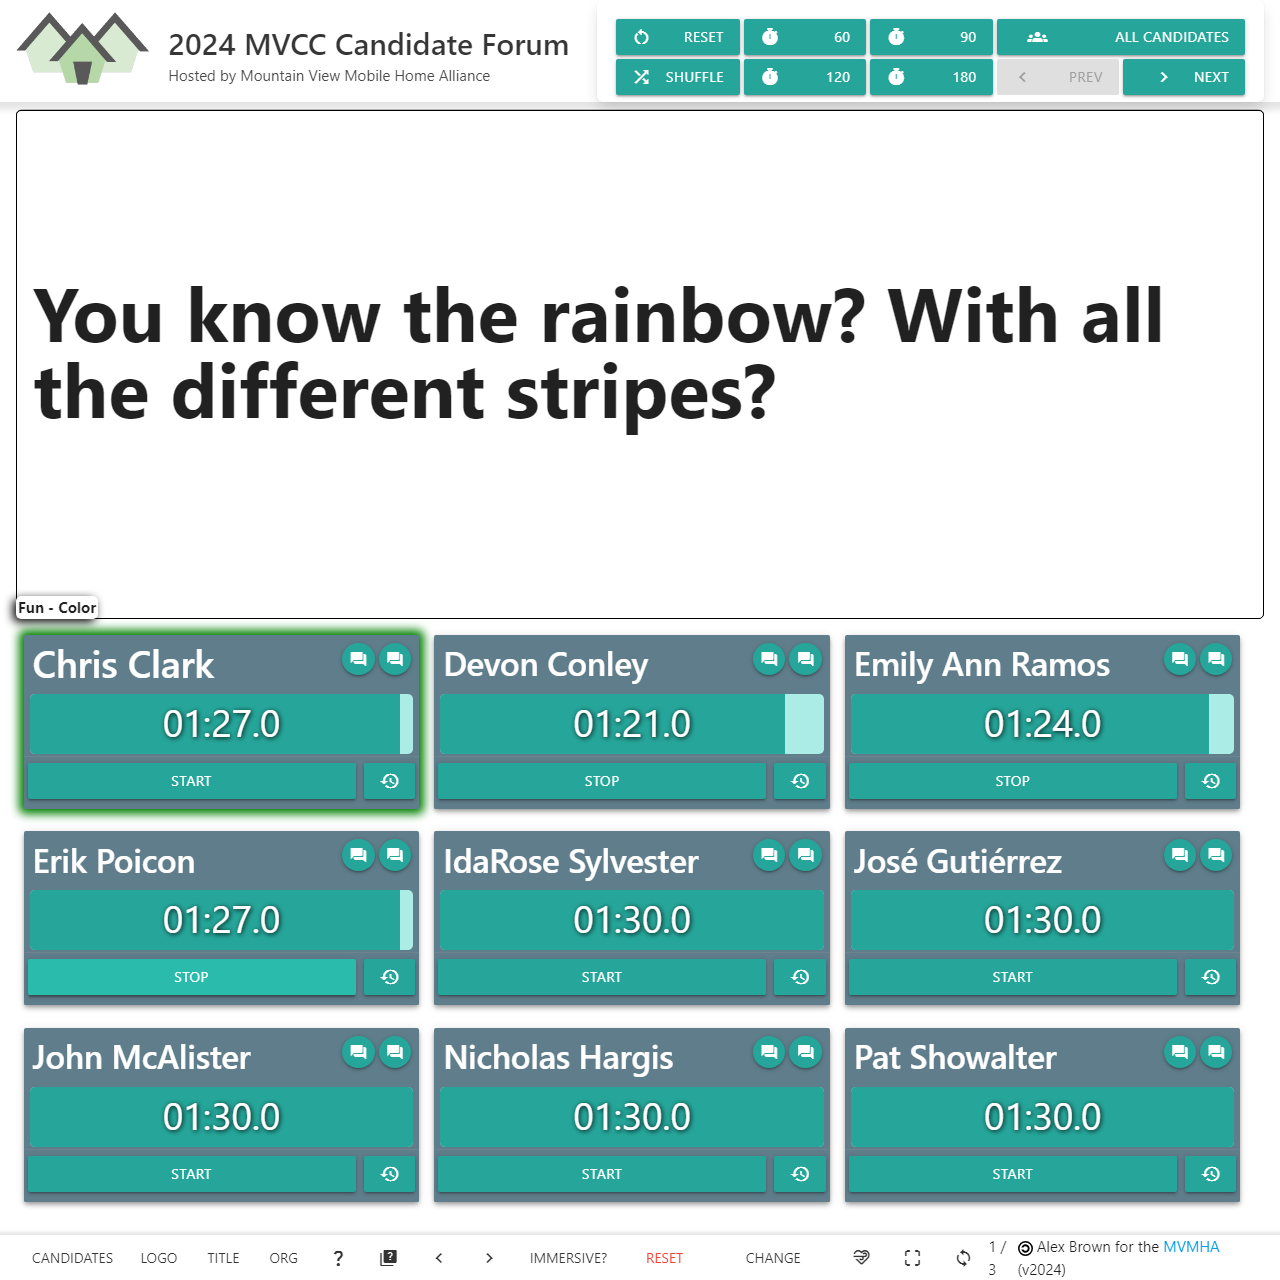 2024 MVCC Candidate Forum
Hosted by Mountain View Mobile Home Alliance
RESET
60
90
ALL CANDIDATES
SHUFFLE
120
180
PREV
NEXT
You know the rainbow? With all
the different stripes?
Fun - Color
Chris Clark
01:27.0
START
Devon Conley
01:21.0
STOP
Emily Ann Ramos
01:24.0
STOP
Erik Poicon
01:27.0
STOP
IdaRose Sylvester
01:30.0
START
José Gutiérrez
01:30.0
START
John McAlister
01:30.0
START
Nicholas Hargis
01:30.0
START
Pat Showalter
01:30.0
START
CANDIDATES
LOGO
TITLE
ORG
IMMERSIVE?
RESET
CHANGE
1 /
3
Alex Brown for the MVMHA
(v2024)